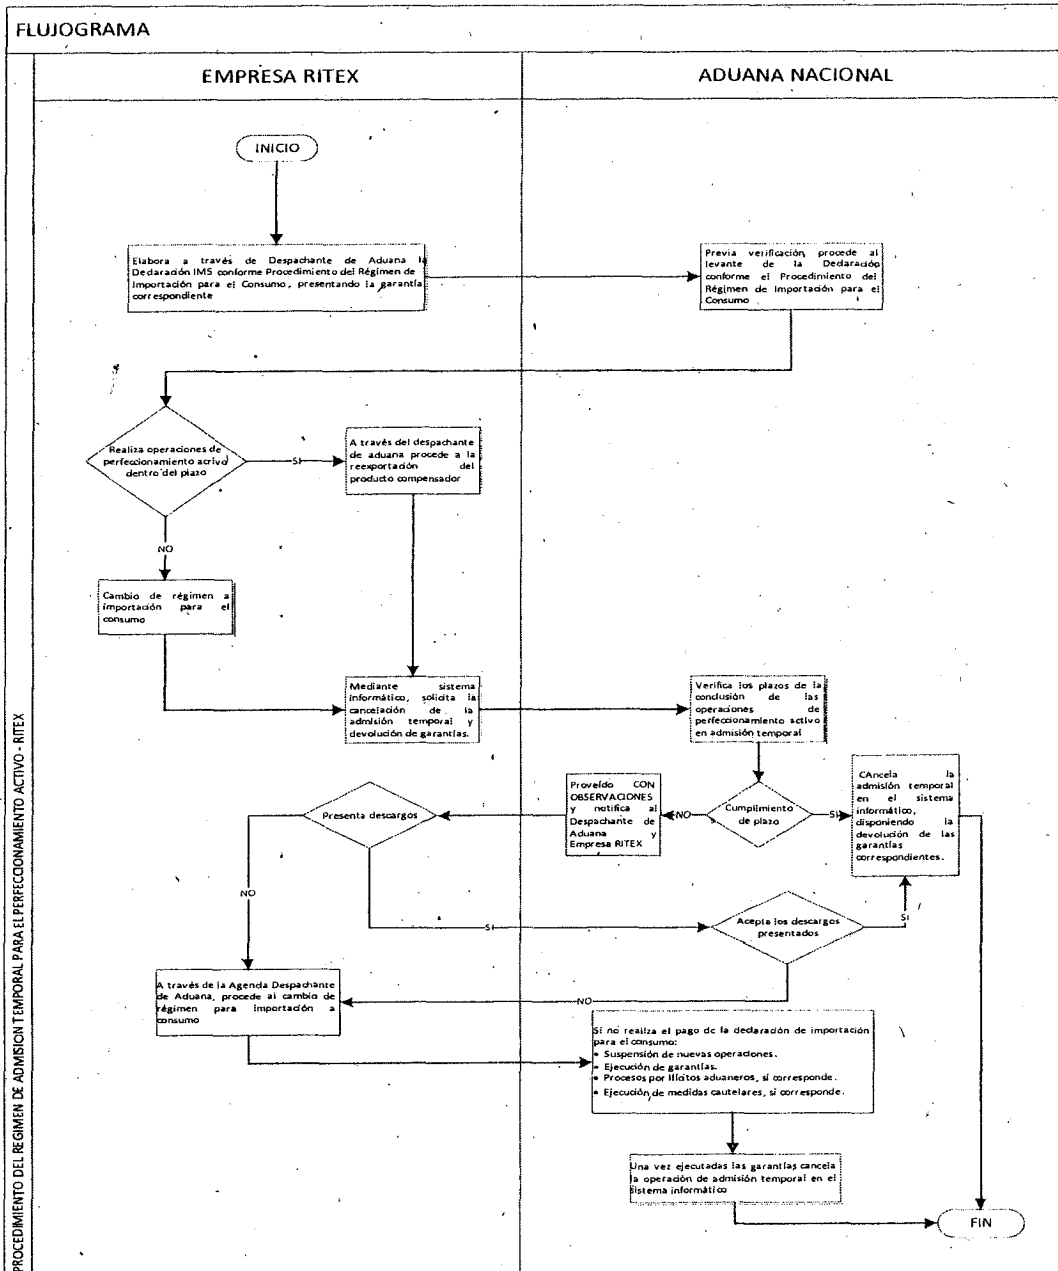 FLUJOGRAMA
EMPRESA RITEX
ADUANA NACIONAL
PROCEDIMIENTO DEL REGIMEN DE ADMISION TEMPORAL PARA EL PERFECCIONAMIENTO ACTIVO - RITEX
INICIO
Elabora a través de Despachante de Aduana la
Declaración IM5 conforme Procedimiento del Régimen de
Importación para el Consumo, presentando la garantía
correspondiente
Previa verificación, procede al
levante de la Declaración
conforme el Procedimiento del
Régimen de Importación para el
Consumo
Realiza operaciones de
perfeccionamiento activo
dentro del plazo
SI
A través del despachante
de aduana procede a la
reexportación del
producto compensador
NO
Cambio de régimen a
importación para el
consumo
Mediante sistema
informático, solicita la
cancelación de la
admisión temporal y
devolución de garantías.
Verifica los plazos de la
conclusión de las
operaciones de
perfeccionamiento activo
en admisión temporal
Cumplimiento
de plazo
SI
NO
CAncela la
admisión temporal
en el sistema
informático,
disponiendo la
devolución de las
garantías
correspondientes.
Proveído CON
OBSERVACIONES
y notifica al
Despachante de
Aduana y
Empresa RITEX
Presenta descargos
NO
SI
Acepta los descargos
presentados
SI
NO
A través de la Agenda Despachante
de Aduana, procede al cambio de
régimen para importación a
consumo
Si no realiza el pago de la declaración de importación
para el consumo:
• Suspensión de nuevas operaciones.
• Ejecución de garantías.
• Procesos por ilícitos aduaneros, si corresponde.
• Ejecución de medidas cautelares, si corresponde.
Una vez ejecutadas las garantías cancela
la operación de admisión temporal en el
Sistema informático
FIN